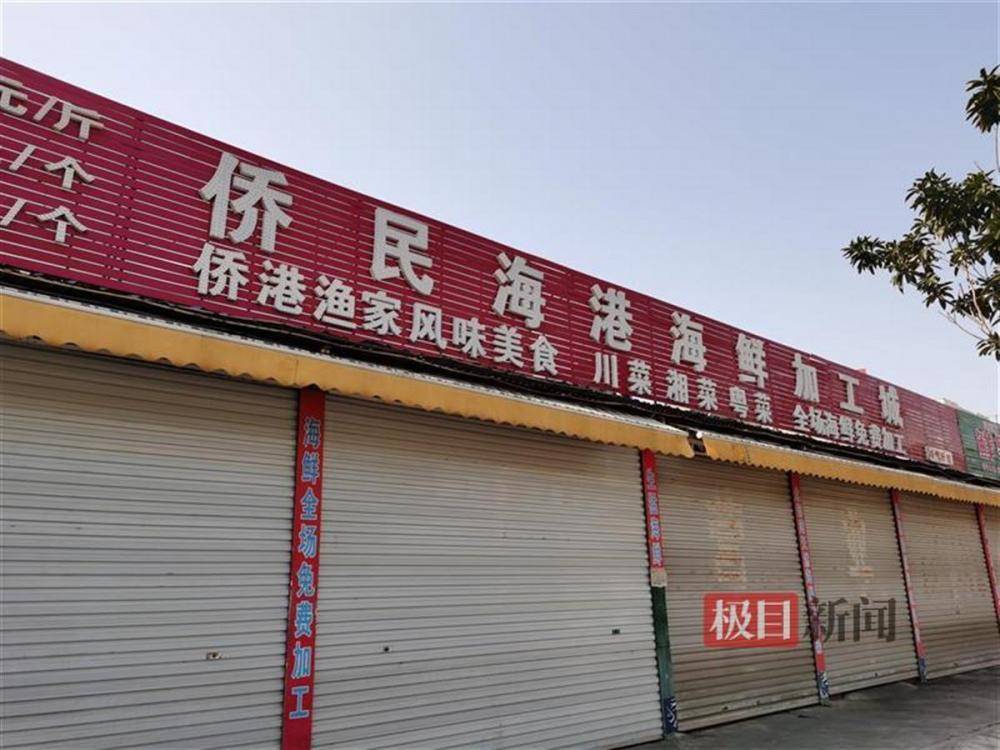 元/斤
/个
/个
侨民海港海鲜加工城
侨港渔家风味美食 川菜 湘菜 粤菜 全场海鲜免费加工
海鲜全场免费加工
极目新闻